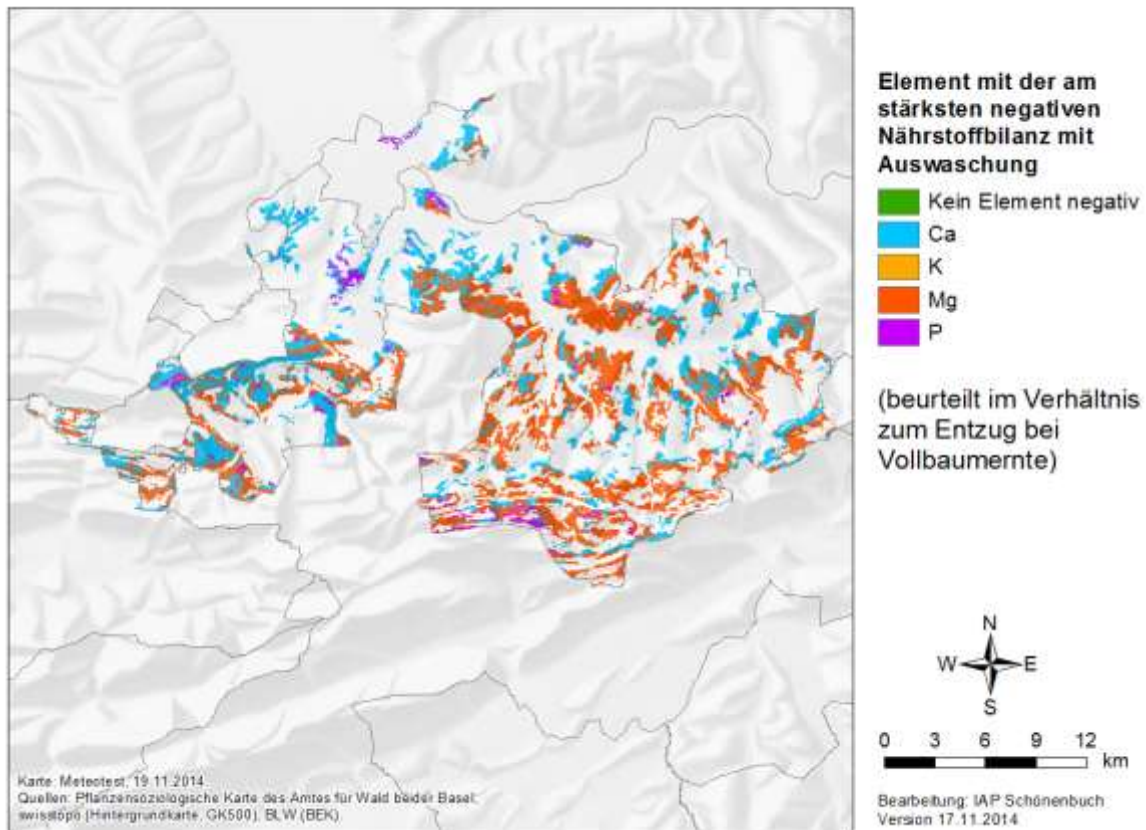 Element mit der am
stärksten negativen
Nährstoffbilanz mit
Auswaschung
Kein Element negativ
Ca
K
Mg
P
(beurteilt im Verhältnis
zum Entzug bei
Vollbaumernte)
N
W E
S
0 3 6 9 12
km
Bearbeitung: IAP Schönenbuch
Version 17.11.2014
Karte: Meteotest, 19.11.2014
Quellen: Pflanzensoziologische Karte des Amtes für Wald beider Basel;
swisstopo (Hintergrundkarte, GK500), BLW (BEK)